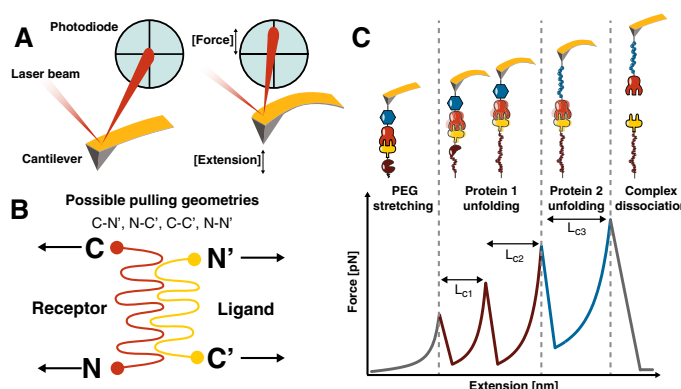 A
Photodiode
[Force]
Laser beam
Cantilever
[Extension]
B
Possible pulling geometries
C-N’, N-C’, C-C’, N-N’
C
N’
Receptor
Ligand
N
C’
C
PEG
stretching
Protein 1
unfolding
Protein 2
unfolding
Complex
dissociation
Lc1
Lc2
Lc3
Force [pN]
Extension [nm]